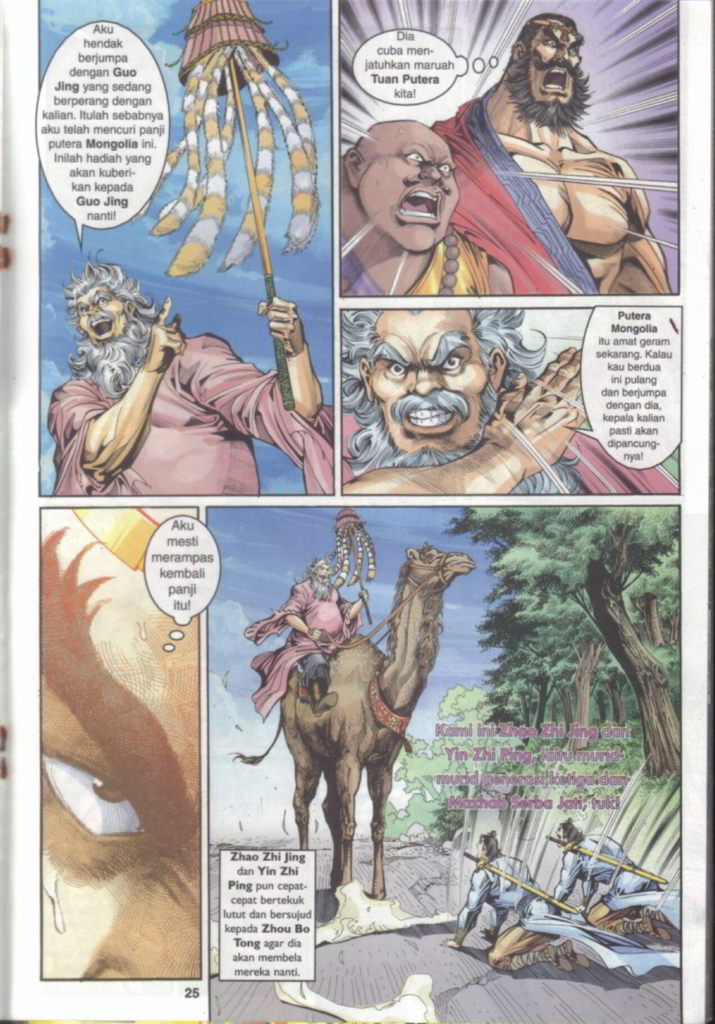 Aku
hendak
berjumpa
dengan Guo
Jing yang sedang
berperang dengan
kalian. Itulah sebabnya
aku telah mencuri panji
putera Mongolia ini.
Inilah hadiah yang
akan kuberi-
kan kepada
Guo Jing
nanti!
Dia
cuba men-
jatuhkan maruah
Tuan Putera
kita!
Putera
Mongolia
itu amat geram
sekarang. Kalau
kau berdua
ini pulang
dan berjumpa
dengan dia,
kepala kalian
pasti akan
dipancung-
nya!
Aku
mesti
merampas
kembali
panji
itu!
Kami ini Zhao Zhi Jing dan
Yin Zhi Ping, iaitu murid-
murid generasi ketiga dari
Mazhab Serba Jati, tuk!
Zhao Zhi Jing
dan Yin Zhi
Ping pun cepat-
cepat bertekuk
lutut dan bersujud
kepada Zhou Bo
Tong agar dia
akan membela
mereka nanti.
25